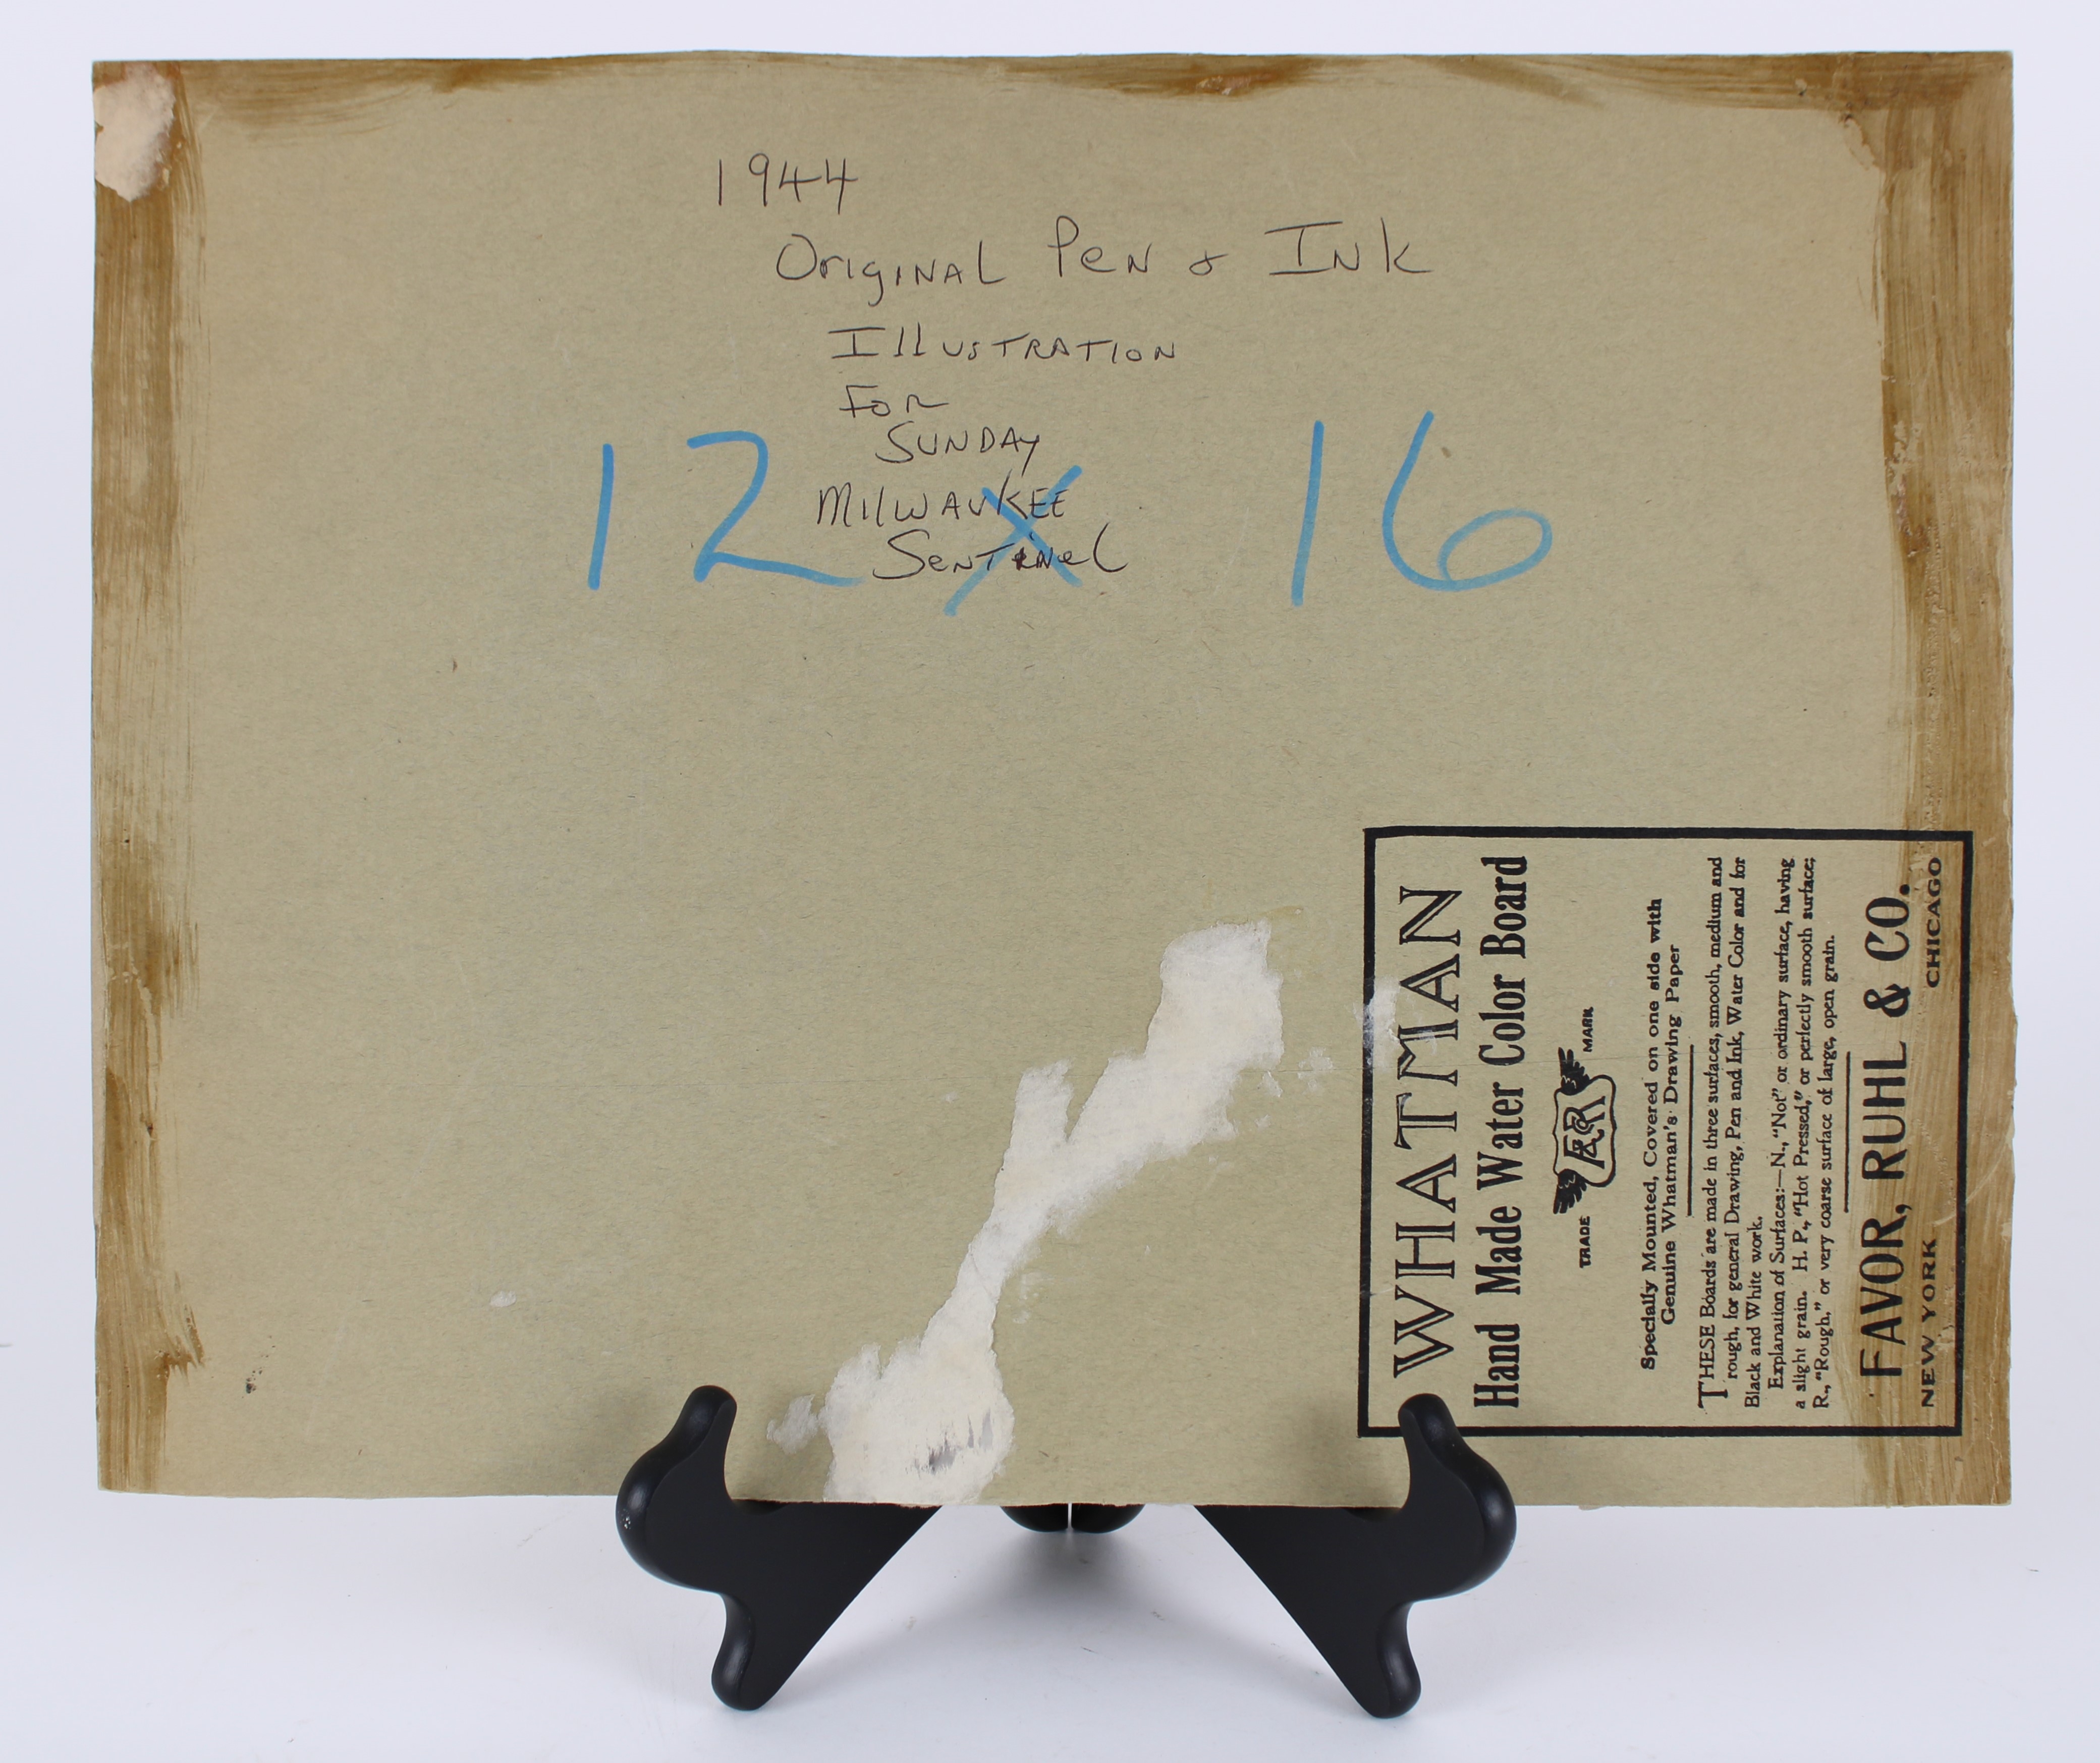 1944
Original Pen & Ink
Illustration
For
Sunday
Milwaukee
Sentinel
12 x 16
WHATMAN
Hand Made Water Color Board
TRADE FR MARK
Specially Mounted, Covered on one side with
Genuine Whatman's Drawing Paper
THESE Boards are made in three surfaces, smooth, medium and
rough, for general Drawing, Pen and Ink, Water Color and for
Black and White work.
Explanation of Surfaces:—N., "Not" or ordinary surface, having
a slight grain. H. P., "Hot Pressed," or perfectly smooth surface;
R., "Rough," or very coarse surface of large, open grain.
FAVOR, RUHL & CO.
NEW YORK CHICAGO